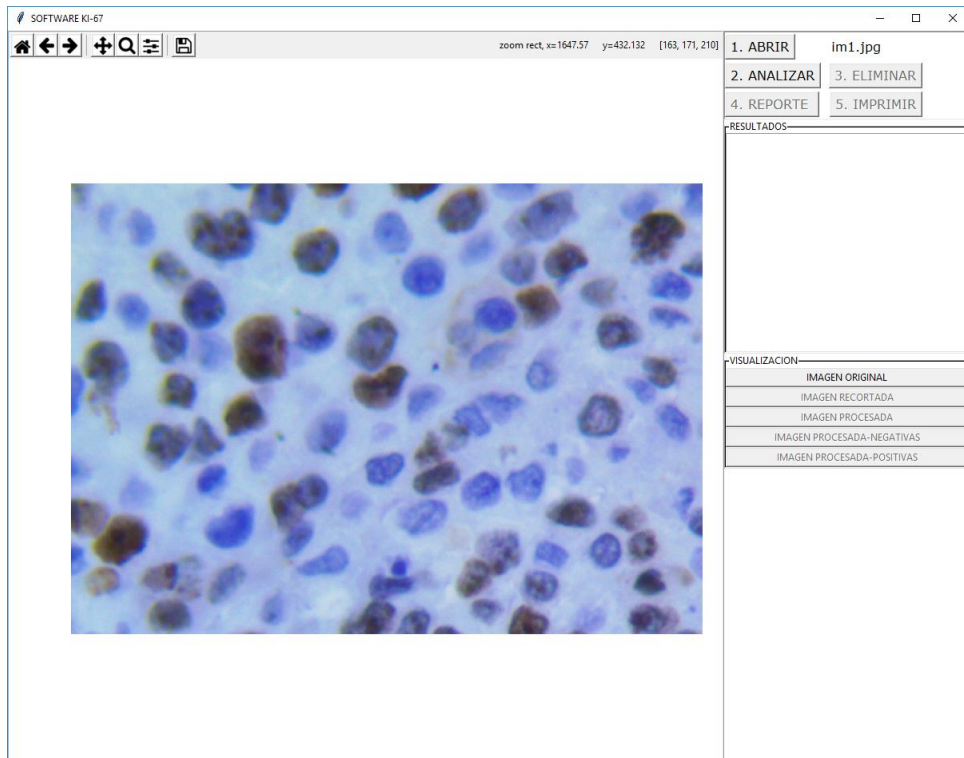 SOFTWARE KI-67
zoom rect, x=1647.57 y=432.132 [163, 171, 210]
1. ABRIR im1.jpg
2. ANALIZAR 3. ELIMINAR
4. REPORTE 5. IMPRIMIR
RESULTADOS
VISUALIZACION
IMAGEN ORIGINAL
IMAGEN RECORTADA
IMAGEN PROCESADA
IMAGEN PROCESADA-NEGATIVAS
IMAGEN PROCESADA-POSITIVAS